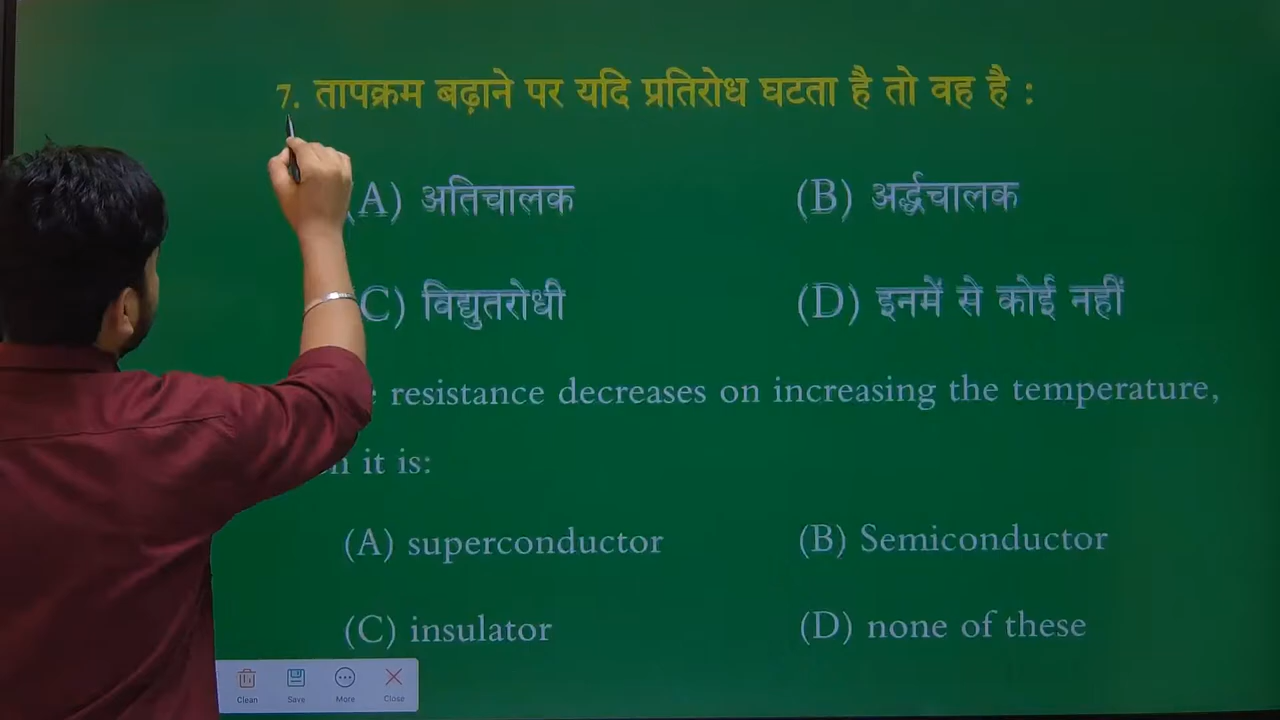 7. तापक्रम बढ़ाने पर यदि प्रतिरोध घटता है तो वह है :
(A) अतिचालक (B) अर्द्धचालक
C) विद्युतरोधी (D) इनमें से कोई नहीं
resistance decreases on increasing the temperature,
it is:
(A) superconductor (B) Semiconductor
(C) insulator (D) none of these
Clean Save More Close